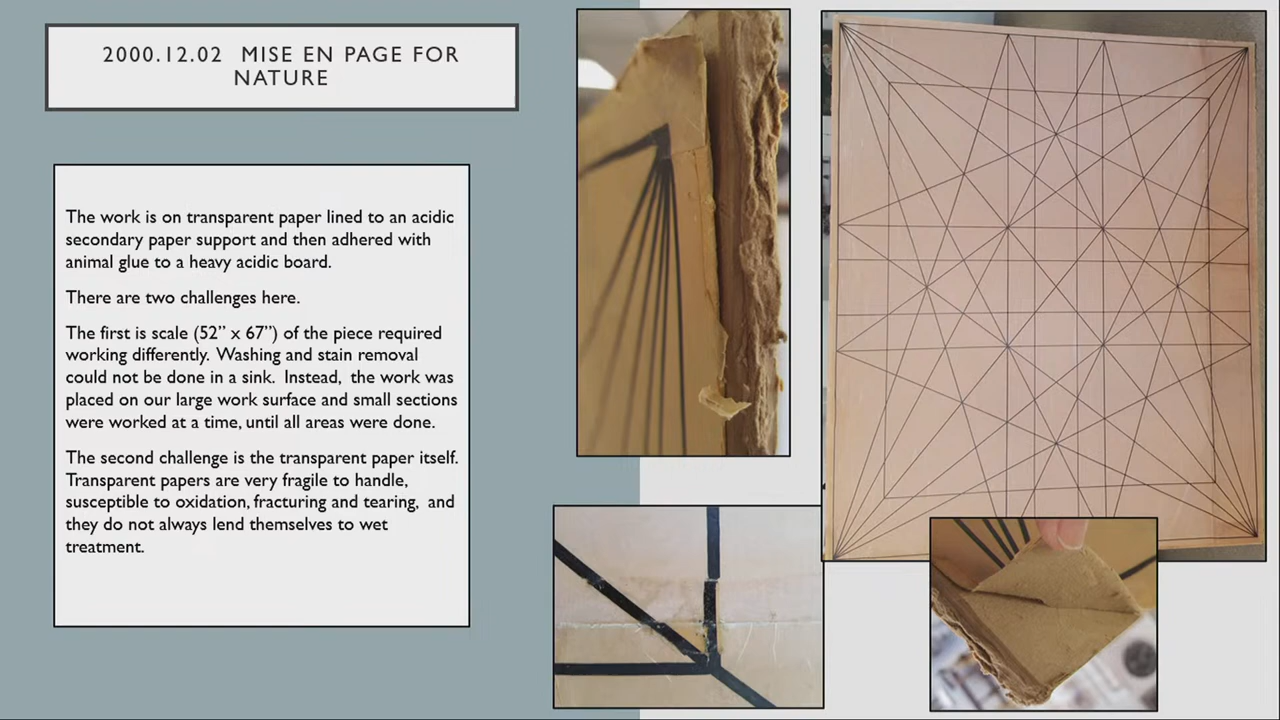 2000.12.02 MISE EN PAGE FOR
NATURE
The work is on transparent paper lined to an acidic
secondary paper support and then adhered with
animal glue to a heavy acidic board.
There are two challenges here.
The first is scale (52” x 67”) of the piece required
working differently. Washing and stain removal
could not be done in a sink. Instead, the work was
placed on our large work surface and small sections
were worked at a time, until all areas were done.
The second challenge is the transparent paper itself.
Transparent papers are very fragile to handle,
susceptible to oxidation, fracturing and tearing, and
they do not always lend themselves to wet
treatment.